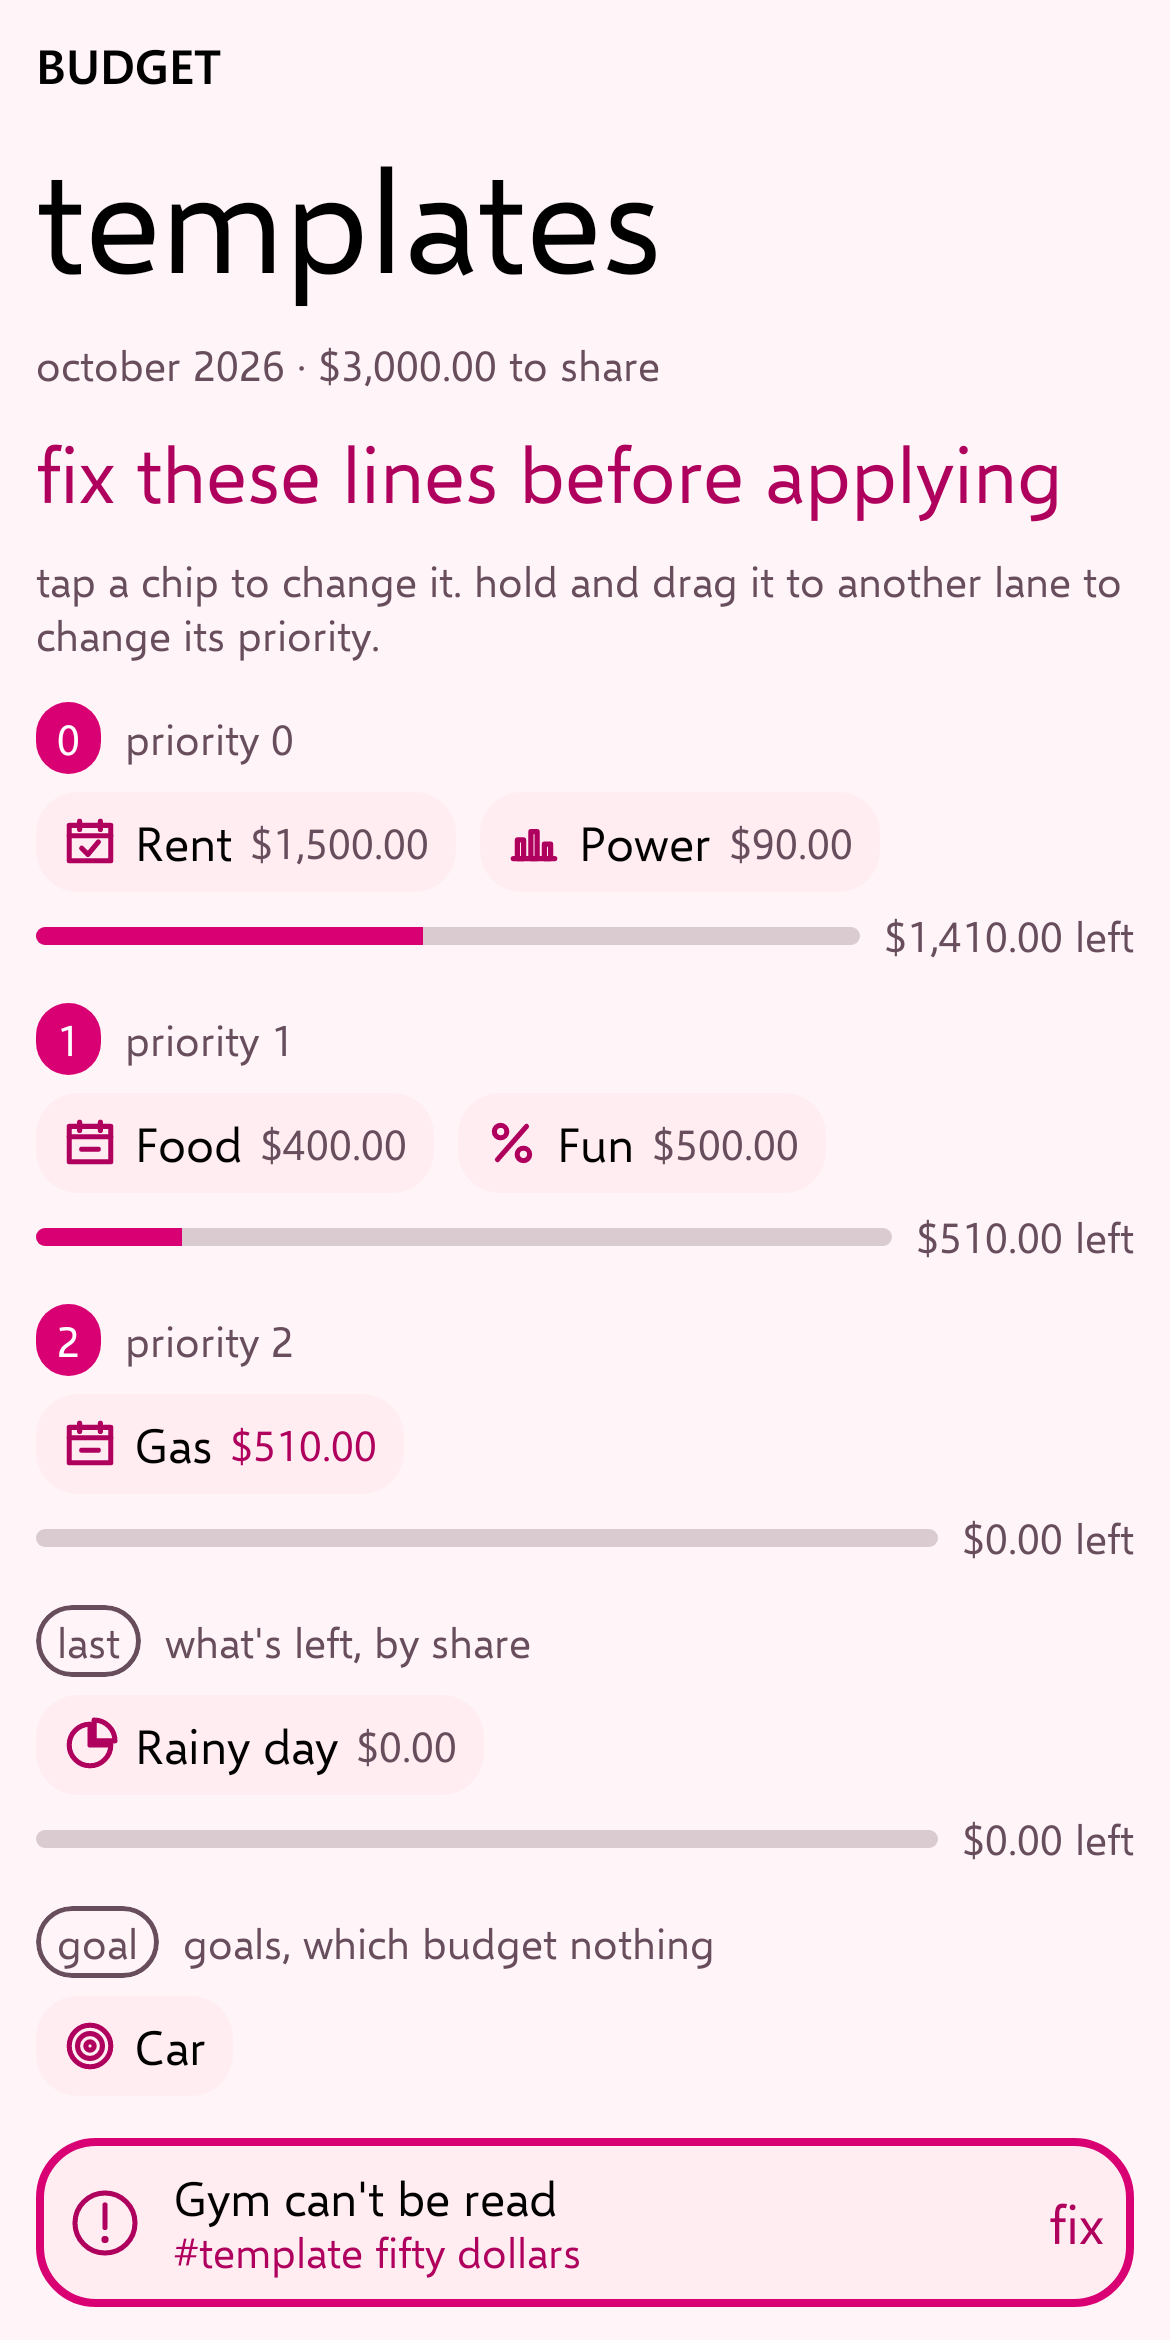 BUDGET
templates
october 2026 · $3,000.00 to share
fix these lines before applying
tap a chip to change it. hold and drag it to another lane to
change its priority.
0 priority 0
Rent $1,500.00 Power $90.00
$1,410.00 left
1 priority 1
Food $400.00 Fun $500.00
$510.00 left
2 priority 2
Gas $510.00
$0.00 left
last what's left, by share
Rainy day $0.00
$0.00 left
goal goals, which budget nothing
Car
Gym can't be read
#template fifty dollars
fix